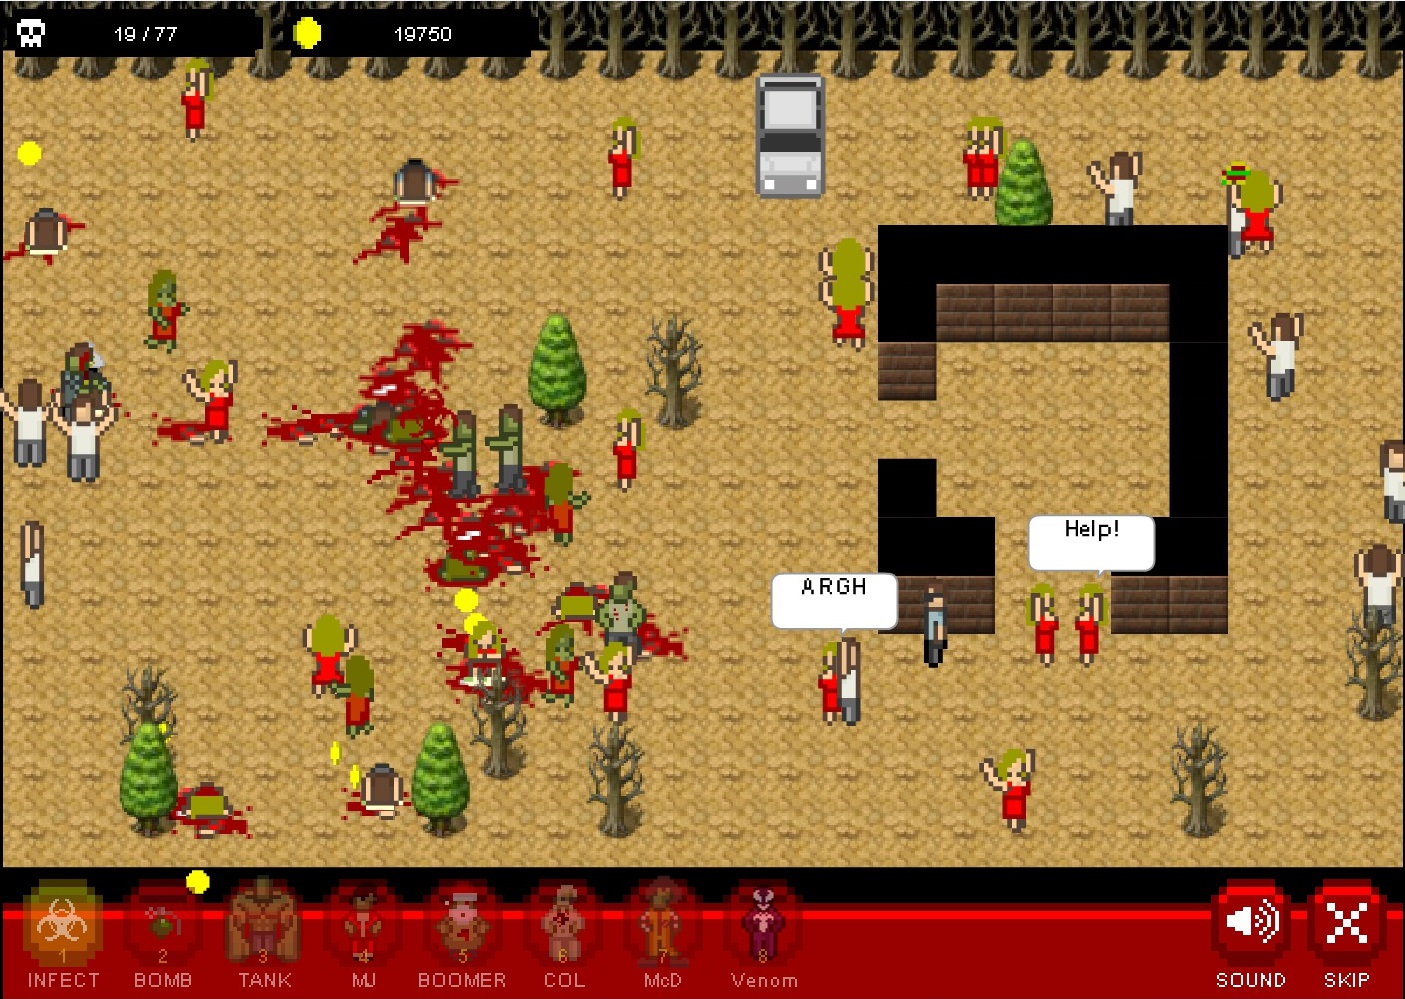 19 / 77
19750
Help!
ARGH
1
2
3
4
5
6
7
8
INFECT
BOMB
TANK
MJ
BOOMER
COL
McD
Venom
SOUND
SKIP